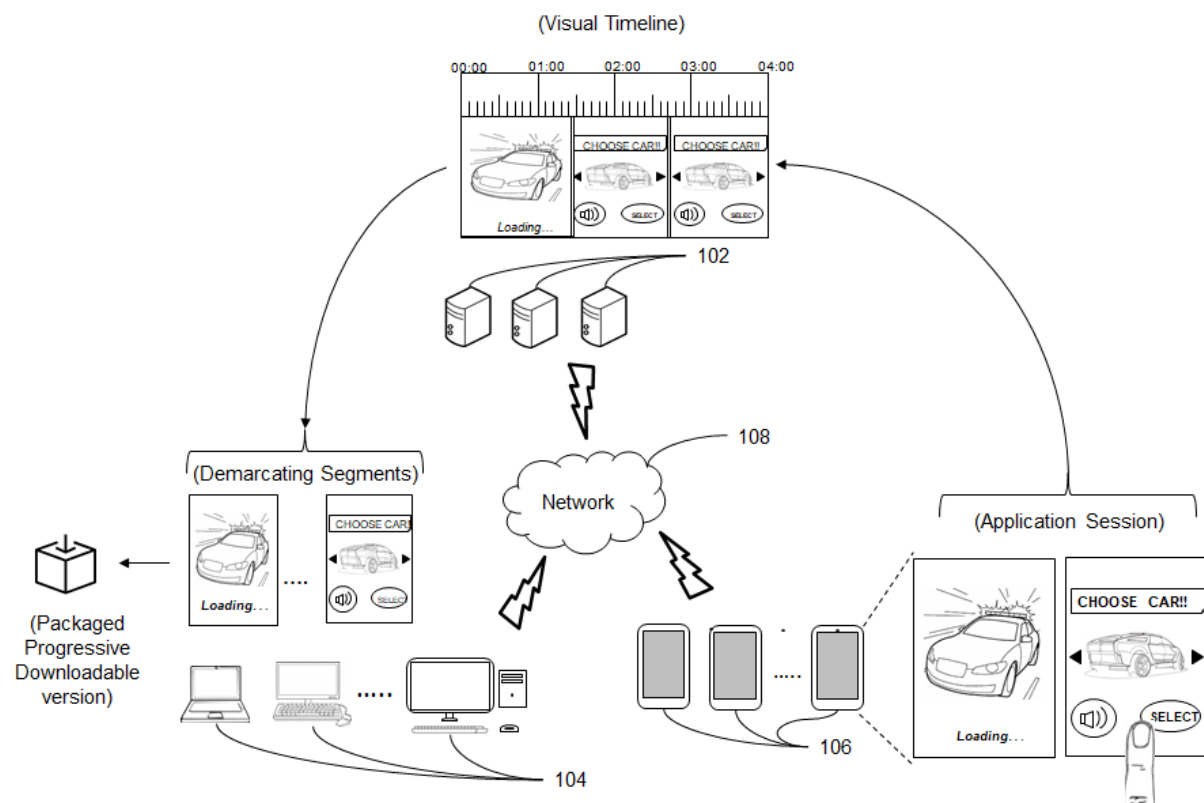 (Visual Timeline)
00:00 01:00 02:00 03:00 04:00
CHOOSE CAR!! CHOOSE CAR!!
SELECT SELECT
Loading...
102
108
(Demarcating Segments)
Network
(Application Session)
CHOOSE CAR!
....
SELECT
Loading...
(Packaged
Progressive
Downloadable
version)
CHOOSE CAR!!
SELECT
Loading...
.....
.....
106
104